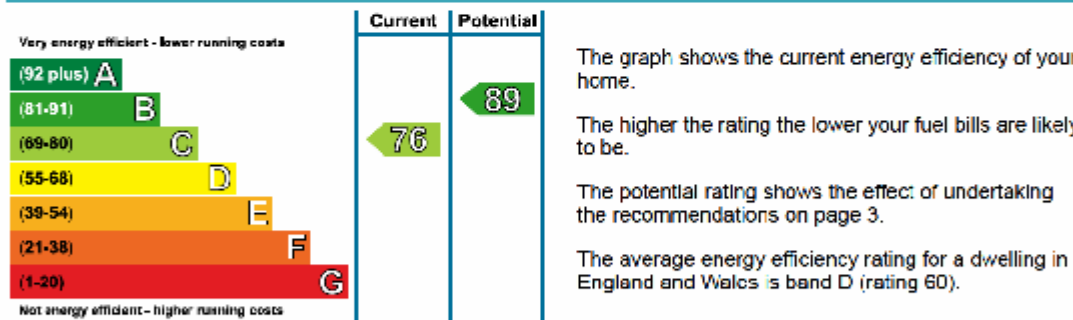 Current Potential
Very energy efficient - lower running costs
(92 plus) A
(81-91) B
89
(69-80) C
76
(55-68) D
(39-54) E
(21-38) F
(1-20) G
Not energy efficient - higher running costs
The graph shows the current energy efficiency of your
home.
The higher the rating the lower your fuel bills are likely
to be.
The potential rating shows the effect of undertaking
the recommendations on page 3.
The average energy efficiency rating for a dwelling in
England and Wales is band D (rating 60).